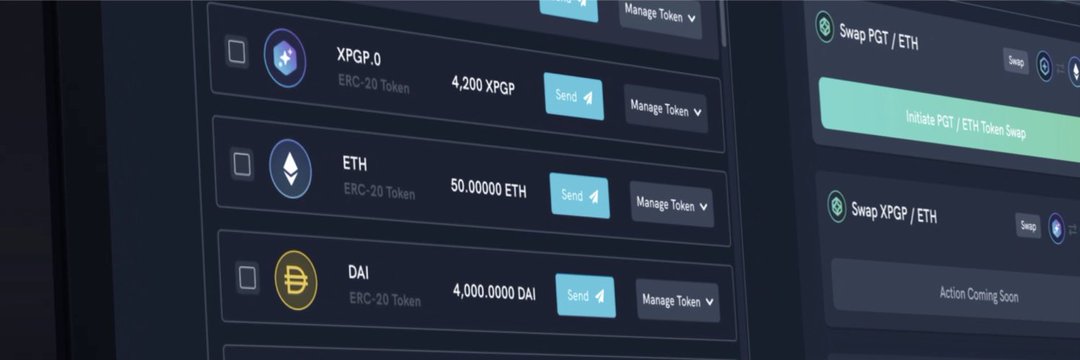 Send
Manage Token
XPGP.0
ERC-20 Token
4,200 XPGP
Send
Manage Token
ETH
ERC-20 Token
50.00000 ETH
Send
Manage Token
DAI
ERC-20 Token
4,000.0000 DAI
Send
Manage Token
Swap PGT / ETH
Swap
Initiate PGT / ETH Token Swap
Swap XPGP / ETH
Swap
Action Coming Soon